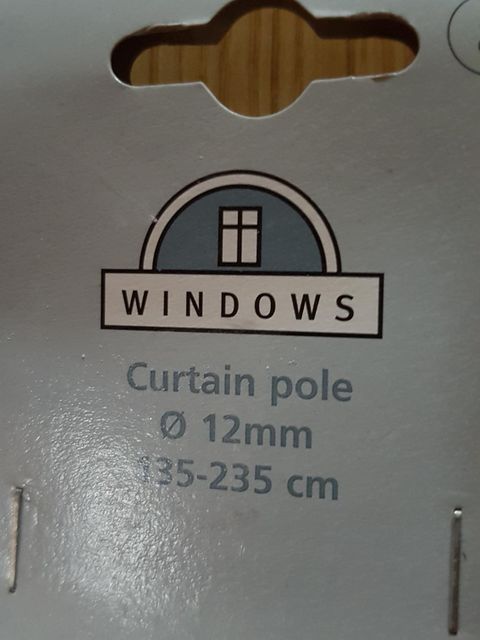 WINDOWS
Curtain pole
Ø 12mm
135-235 cm